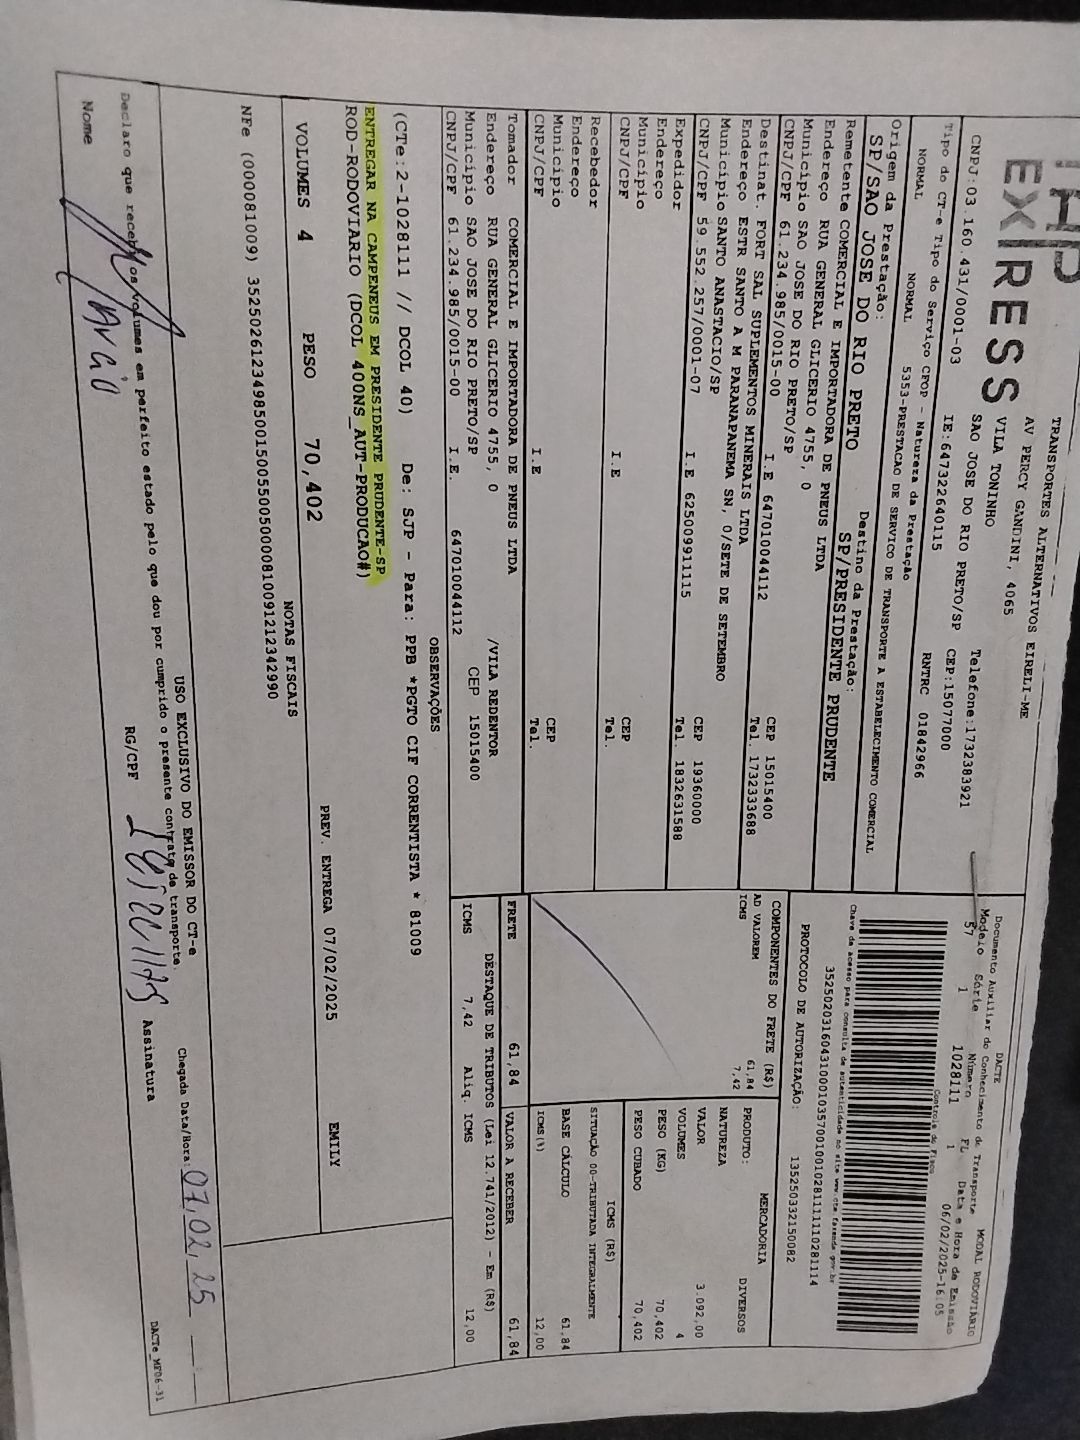 THP
EX|RESS
TRANSPORTES ALTERNATIVOS EIRELI-ME
AV PERCY GANDINI, 4065
VILA TONINHO
SAO JOSE DO RIO PRETO/SP Telefone:1732383921
CNPJ:03.160.431/0001-03 IE:647322640115 CEP:15077000
Tipo do CT-e Tipo do Serviço CFOP - Natureza da Prestação RNTRC 01842966
NORMAL NORMAL 5353-PRESTACAO DE SERVICO DE TRANSPORTE A ESTABELECIMENTO COMERCIAL
DACTE MODAL RODOVIÁRIO
Documento Auxiliar do Conhecimento de Transporte
Modelo Série Número FL Data e Hora de Emissão
57 1 1028111 1 06/02/2025-16:05
Controle do Fisco
Chave de acesso para consulta de autenticidade no site www.cte.fazenda.gov.br
PROTOCOLO DE AUTORIZAÇÃO: 135250332150082
Origem da Prestação: Destino da Prestação:
SP/SAO JOSE DO RIO PRETO SP/PRESIDENTE PRUDENTE
Remetente COMERCIAL E IMPORTADORA DE PNEUS LTDA
Endereço RUA GENERAL GLICERIO 4755, 0
Município SAO JOSE DO RIO PRETO/SP CEP 15015400
CNPJ/CPF 61.234.985/0015-00 I.E 647010044112 Tel. 1732333688
Destinat. FORT SAL SUPLEMENTOS MINERAIS LTDA
Endereço ESTR SANTO A M PARANAPANEMA SN, 0/SETE DE SETEMBRO
Município SANTO ANASTACIO/SP CEP 19360000
CNPJ/CPF 59.552.257/0001-07 I.E 625009911115 Tel. 1832631588
Expedidor
Endereço
Município CEP
CNPJ/CPF I.E Tel.
Recebedor
Endereço
Município CEP
CNPJ/CPF I.E Tel.
Tomador COMERCIAL E IMPORTADORA DE PNEUS LTDA
Endereço RUA GENERAL GLICERIO 4755, 0 /VILA REDENTOR
Município SAO JOSE DO RIO PRETO/SP CEP 15015400
CNPJ/CPF 61.234.985/0015-00 I.E. 647010044112
COMPONENTES DO FRETE (R$)
AD VALOREM 61,84
ICMS 7,42
MERCADORIA
PRODUTO: DIVERSOS
NATUREZA
VALOR 3.092,00
VOLUMES 4
PESO (KG) 70,402
PESO CUBADO 70,402
ICMS (R$)
SITUAÇÃO 00-TRIBUTADA INTEGRALMENTE
BASE CÁLCULO 61,84
ICMS(%) 12,00
FRETE 61,84 VALOR A RECEBER 61,84
DESTAQUE DE TRIBUTOS (Lei 12.741/2012) - Em (R$)
ICMS 7,42 Aliq. ICMS 12,00
OBSERVAÇÕES
(CTe:2-1028111 // DCOL 40) De: SJP - Para: PPB *PGTO CIF CORRENTISTA * 81009
ENTREGAR NA CAMPENEUS EM PRESIDENTE PRUDENTE-SP
ROD-RODOVIARIO (DCOL 400NS_AUT-PRODUCAO#)
VOLUMES 4 PESO 70,402 PREV. ENTREGA 07/02/2025 EMILY
NOTAS FISCAIS
NFe (000081009) 35250261234985001500550050000810091212342990
USO EXCLUSIVO DO EMISSOR DO CT-e
Declaro que recebi os volumes em perfeito estado pelo que dou por cumprido o presente contrato de transporte.
Chegada Data/Hora: 07, 02, 25
Nome RG/CPF Assinatura
DACTe_MFD6-31